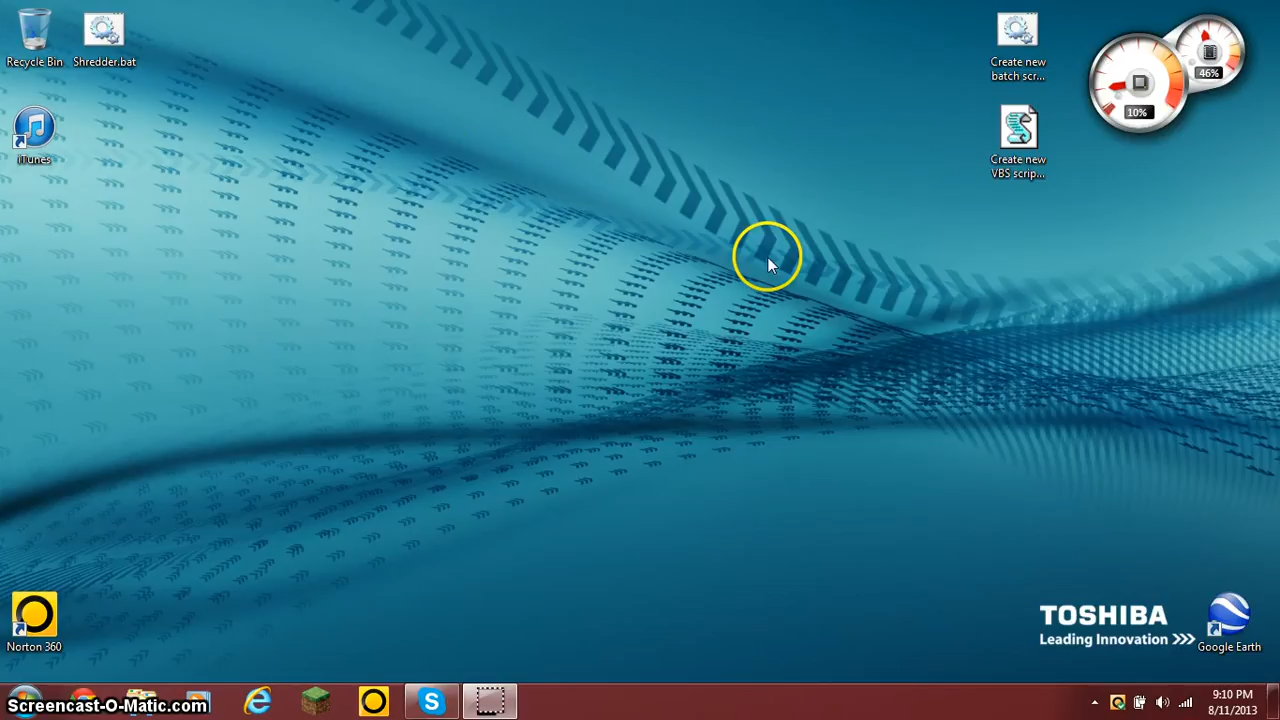 Recycle Bin
Shredder.bat
iTunes
Create new
batch scr...
Create new
VBS scrip...
46%
10%
TOSHIBA
Leading Innovation >>>
Norton 360
Google Earth
Screencast-O-Matic.com
9:10 PM
8/11/2013